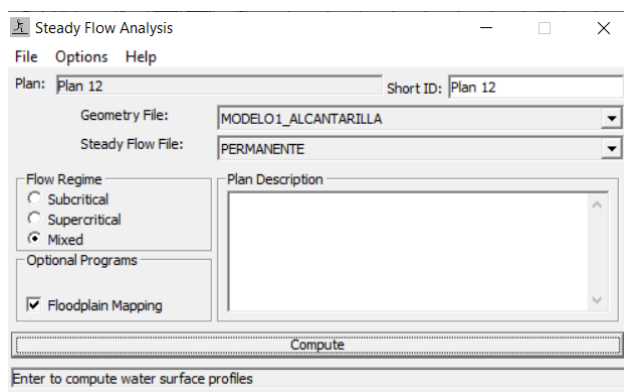 Steady Flow Analysis
File Options Help
Plan: Plan 12 Short ID: Plan 12
Geometry File: MODELO1_ALCANTARILLA
Steady Flow File: PERMANENTE
Flow Regime
Subcritical
Supercritical
Mixed
Plan Description
Optional Programs
Floodplain Mapping
Compute
Enter to compute water surface profiles